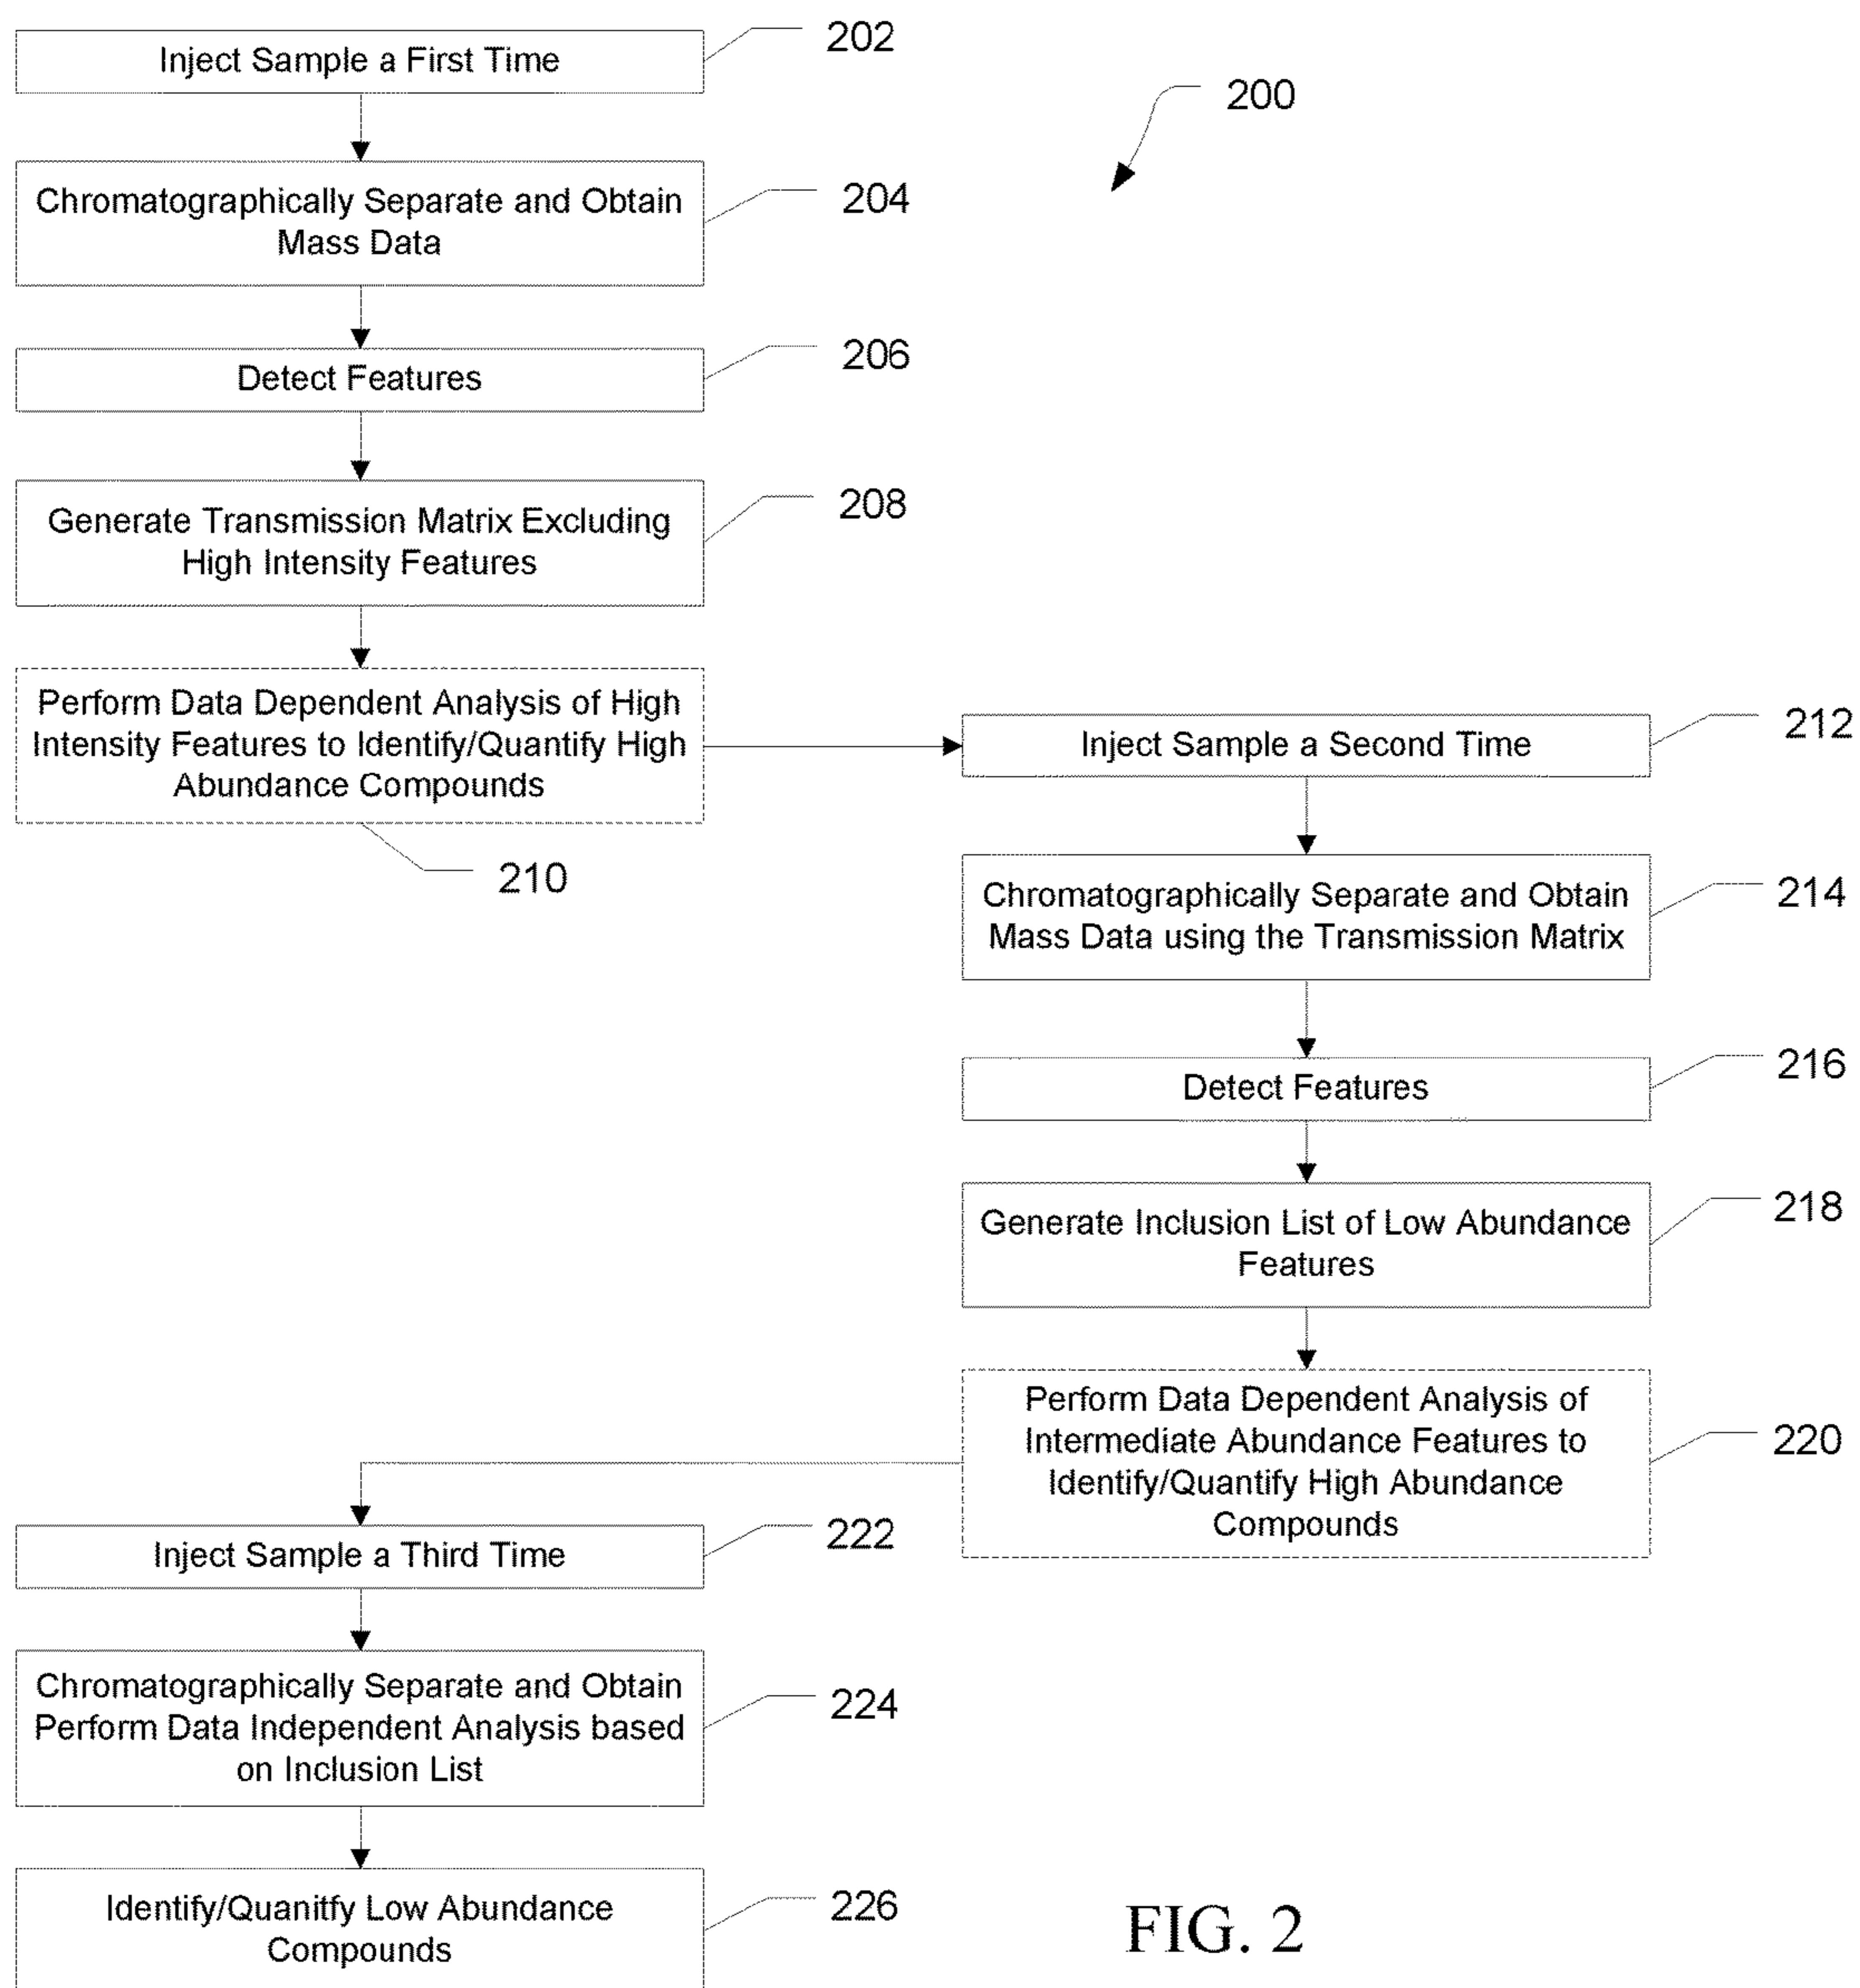 Inject Sample a First Time
202
200
Chromatographically Separate and Obtain
Mass Data
204
Detect Features
206
Generate Transmission Matrix Excluding
High Intensity Features
208
Perform Data Dependent Analysis of High
Intensity Features to Identify/Quantify High
Abundance Compounds
210
Inject Sample a Second Time
212
Chromatographically Separate and Obtain
Mass Data using the Transmission Matrix
214
Detect Features
216
Generate Inclusion List of Low Abundance
Features
218
Perform Data Dependent Analysis of
Intermediate Abundance Features to
Identify/Quantify High Abundance
Compounds
220
Inject Sample a Third Time
222
Chromatographically Separate and Obtain
Perform Data Independent Analysis based
on Inclusion List
224
Identify/Quanitfy Low Abundance
Compounds
226
FIG. 2